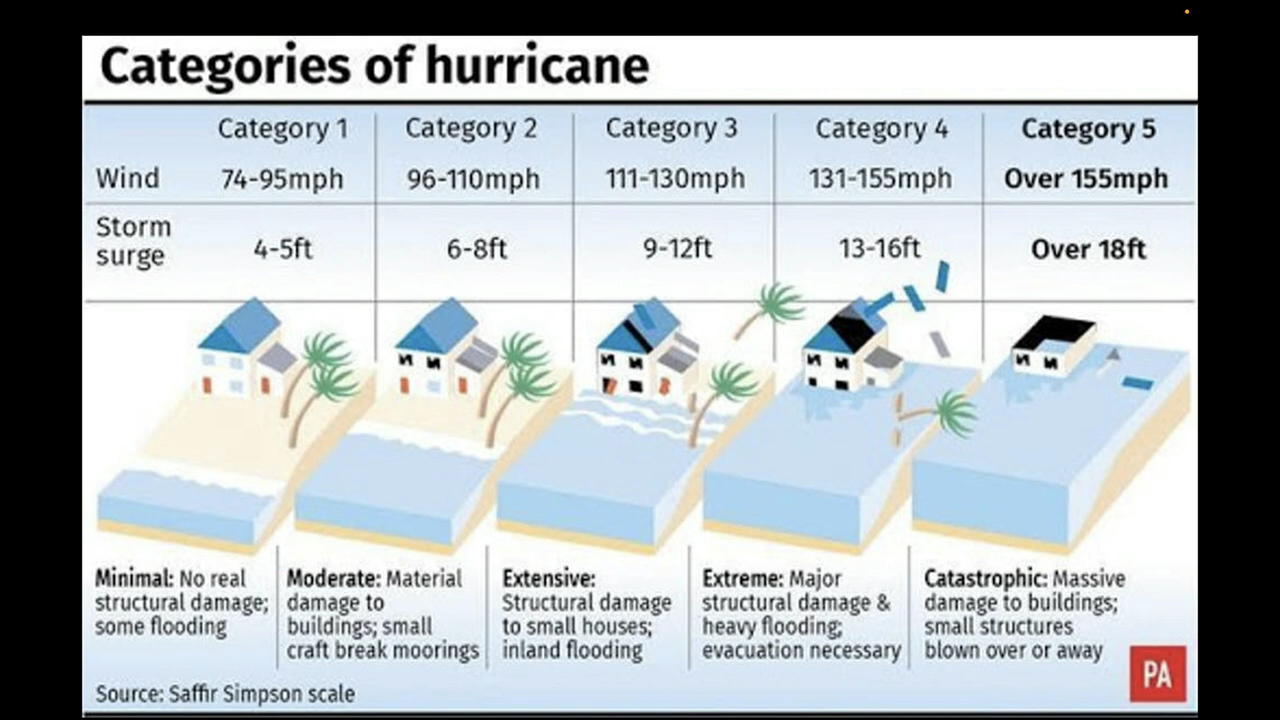 Categories of hurricane
Category 1 Category 2 Category 3 Category 4 Category 5
Wind 74-95mph 96-110mph 111-130mph 131-155mph Over 155mph
Storm
surge 4-5ft 6-8ft 9-12ft 13-16ft Over 18ft
Minimal: No real
structural damage;
some flooding
Moderate: Material
damage to
buildings; small
craft break moorings
Extensive:
Structural damage
to small houses;
inland flooding
Extreme: Major
structural damage &
heavy flooding;
evacuation necessary
Catastrophic: Massive
damage to buildings;
small structures
blown over or away
Source: Saffir Simpson scale
PA